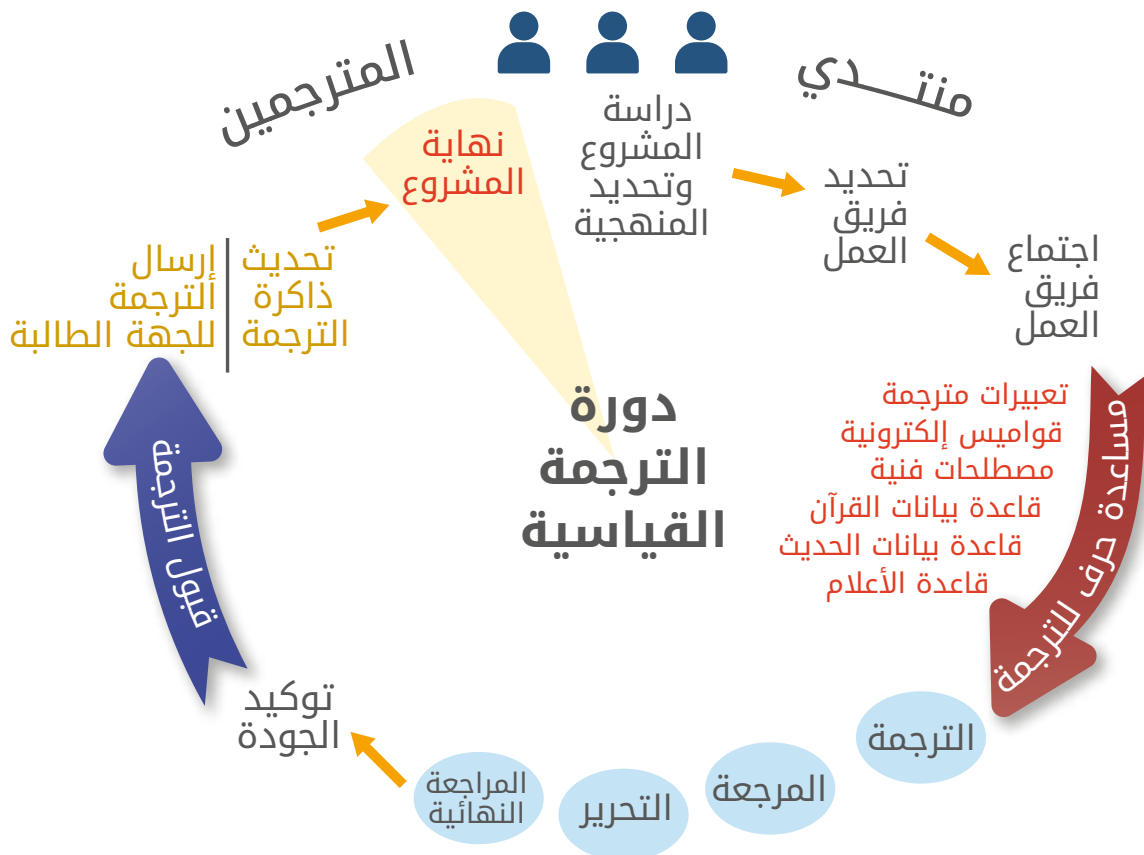 منتـــدي
المترجمين
دراسة
المشروع
وتحديد
المنهجية
تحديد
فريق
العمل
اجتماع
فريق
العمل
مساعدة حرف للترجمة
تعبيرات مترجمة
قواميس إلكترونية
مصطلحات فنية
قاعدة بيانات القرآن
قاعدة بيانات الحديث
قاعدة الأعلام
الترجمة
المرجعة
التحرير
المراجعة
النهائية
توكيد
الجودة
قبول الترجمة
تحديث
ذاكرة
الترجمة
إرسال
الترجمة
للجهة الطالبة
نهاية
المشروع
دورة
الترجمة
القياسية